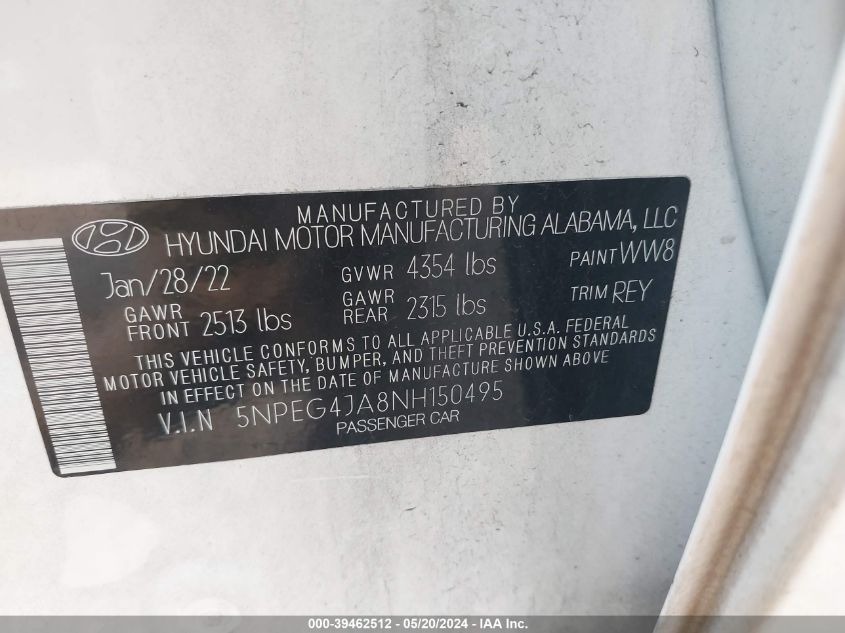 MANUFACTURED BY
HYUNDAI MOTOR MANUFACTURING ALABAMA, LLC
Jan/28/22 GVWR 4354 lbs PAINT WW8
GAWR FRONT 2513 lbs GAWR REAR 2315 lbs TRIM REY
THIS VEHICLE CONFORMS TO ALL APPLICABLE U.S.A. FEDERAL
MOTOR VEHICLE SAFETY, BUMPER, AND THEFT PREVENTION STANDARDS
IN EFFECT ON THE DATE OF MANUFACTURE SHOWN ABOVE
V.I.N 5NPEG4JA8NH150495
PASSENGER CAR
000-39462512 - 05/20/2024 - IAA Inc.